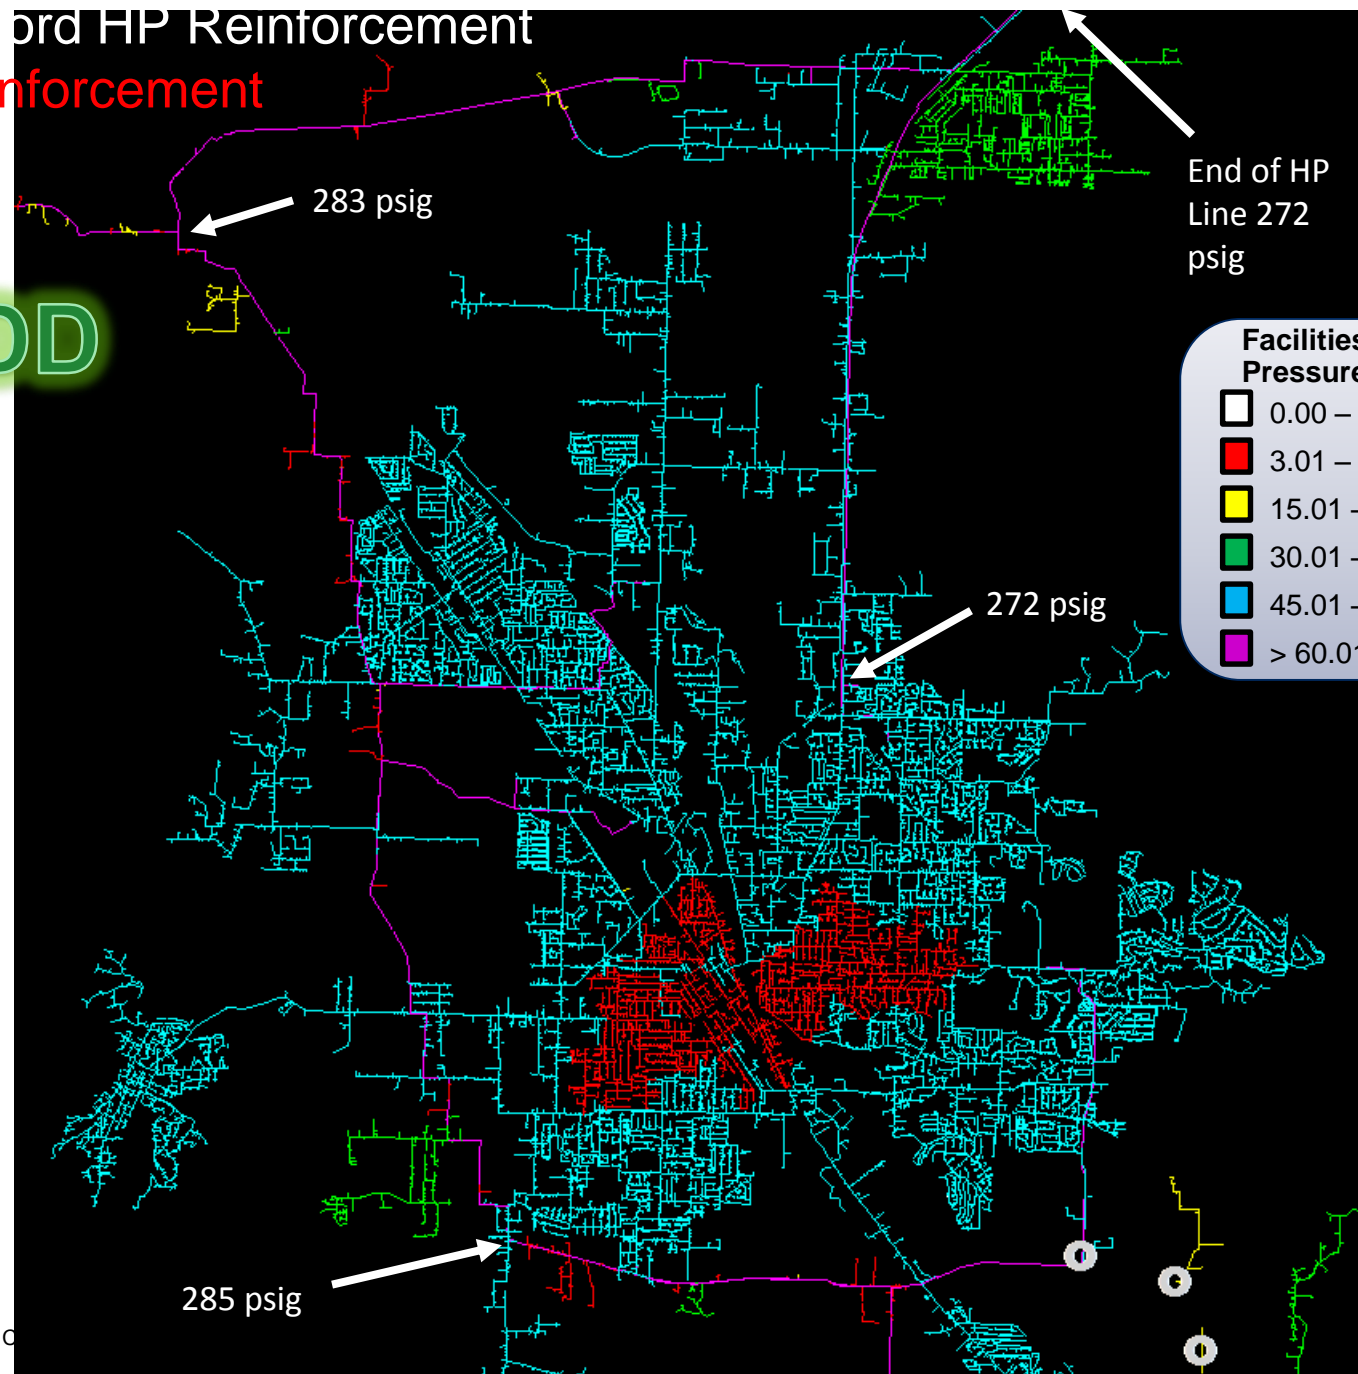 ord HP Reinforcement
nforcement
283 psig
End of HP
Line 272
psig
OD
Facilities
Pressure
0.00 –
3.01 –
15.01 -
30.01 -
45.01 -
> 60.01
272 psig
285 psig